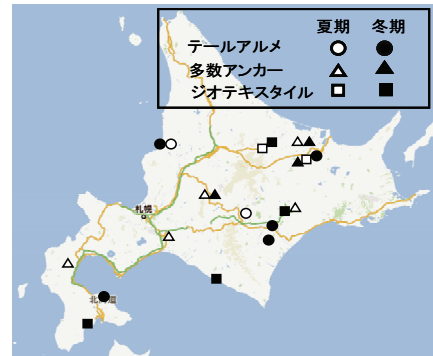 夏期 冬期
テールアルメ
多数アンカー
ジオテキスタイル
札幌